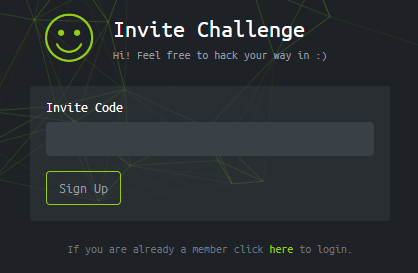 Invite Challenge
Hi! Feel free to hack your way in :)
Invite Code
Sign Up
If you are already a member click here to login.